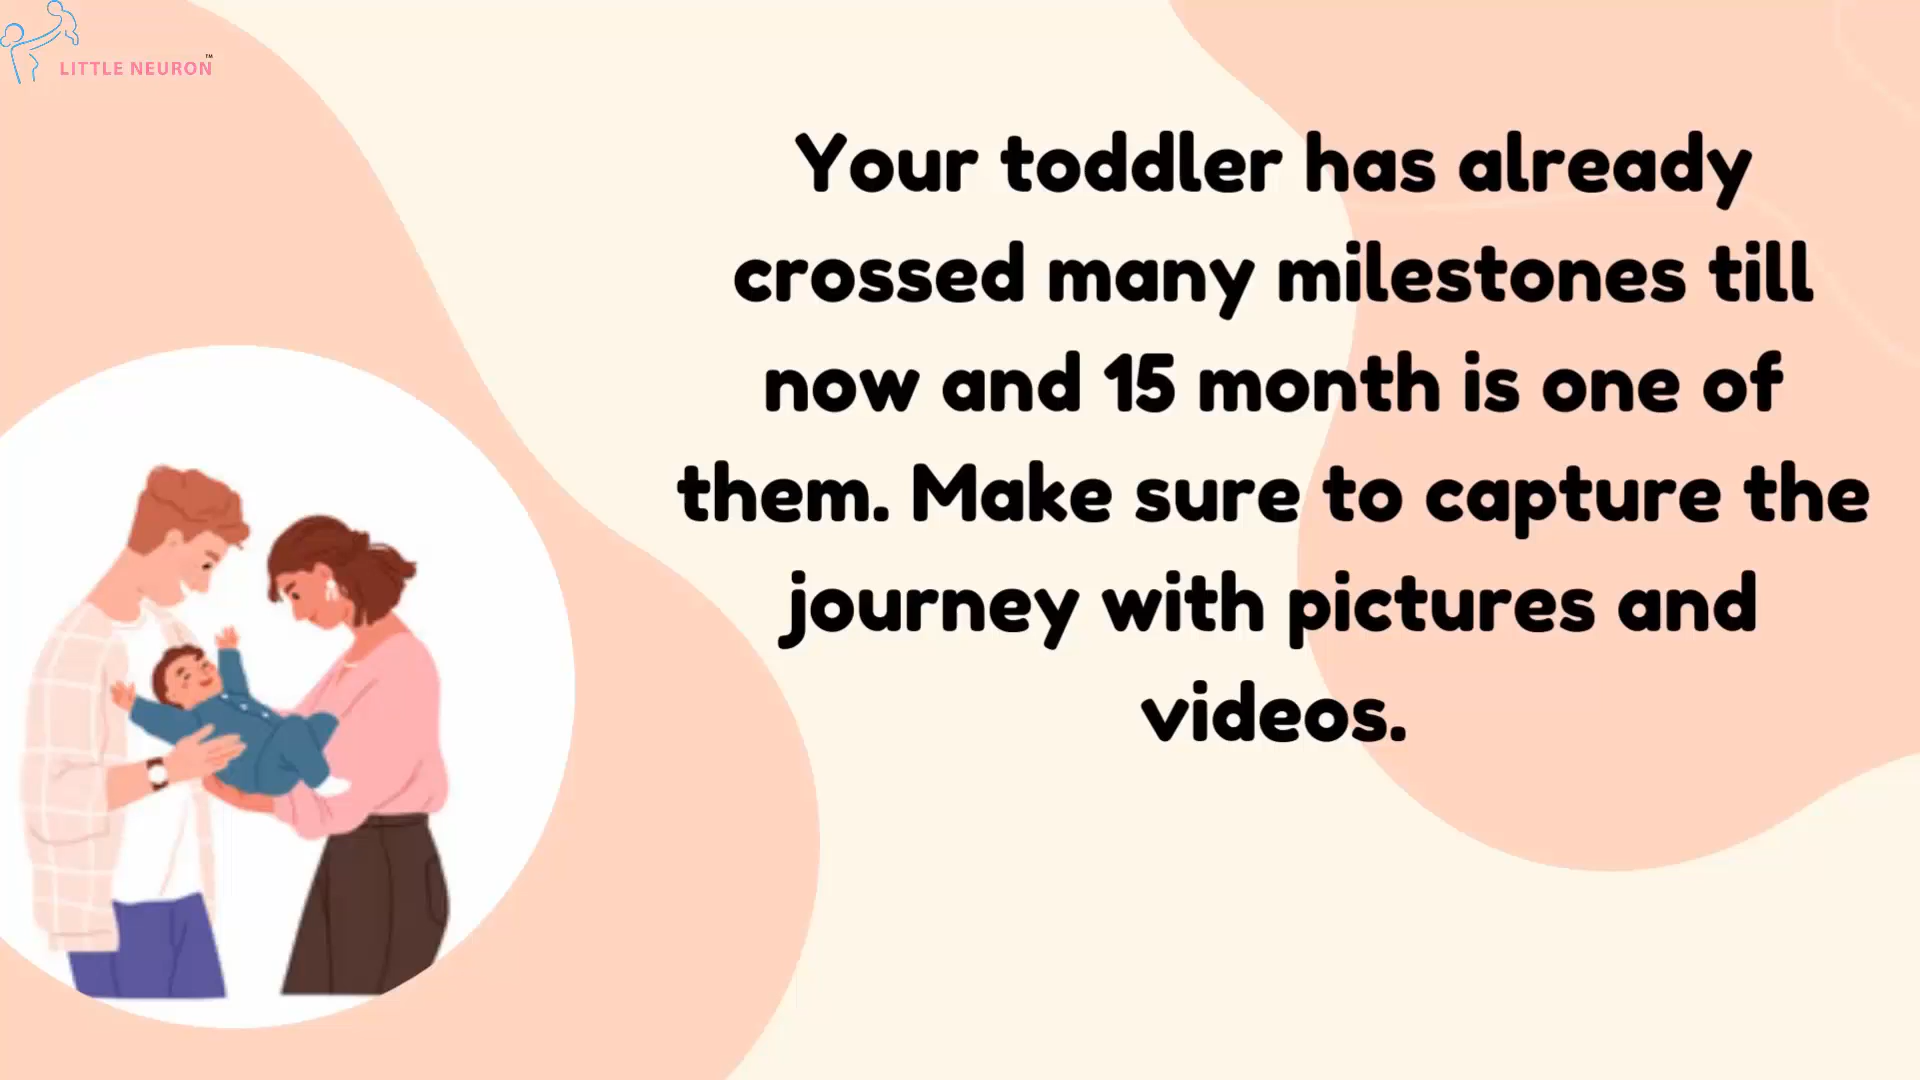 LITTLE NEURON™
Your toddler has already
crossed many milestones till
now and 15 month is one of
them. Make sure to capture the
journey with pictures and
videos.